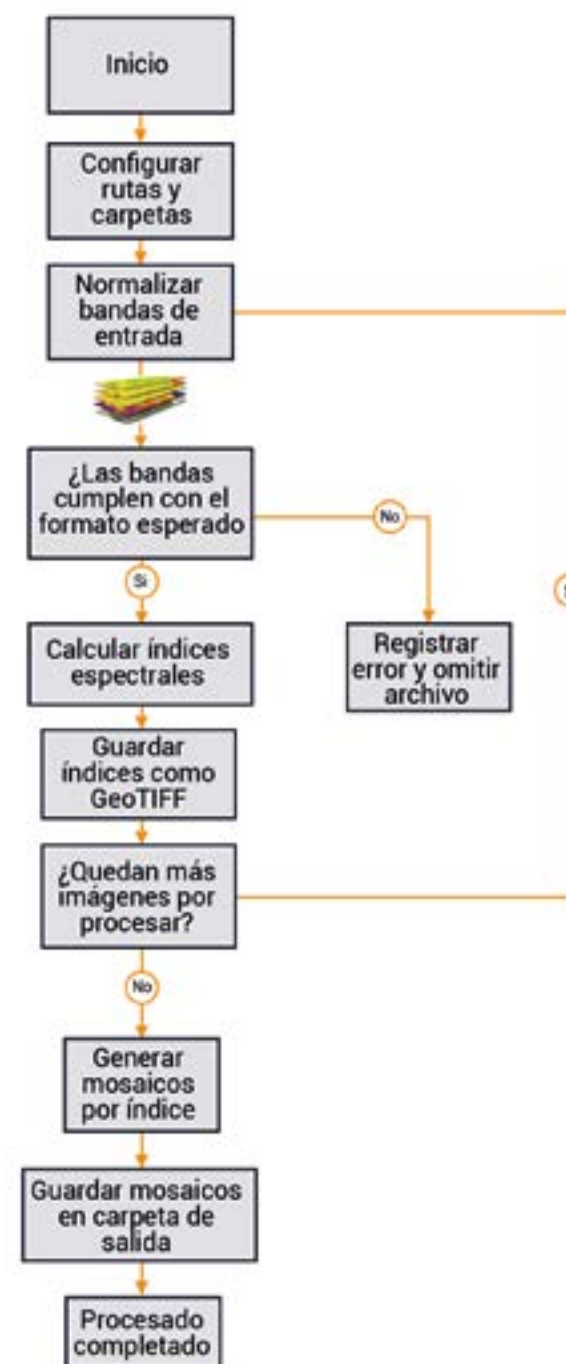 Inicio
Configurar
rutas y
carpetas
Normalizar
bandas de
entrada
¿Las bandas
cumplen con el
formato esperado
No
Si
Registrar
error y omitir
archivo
Calcular índices
espectrales
Guardar
índices como
GeoTIFF
¿Quedan más
imágenes por
procesar?
No
Generar
mosaicos
por índice
Guardar mosaicos
en carpeta de
salida
Procesado
completado